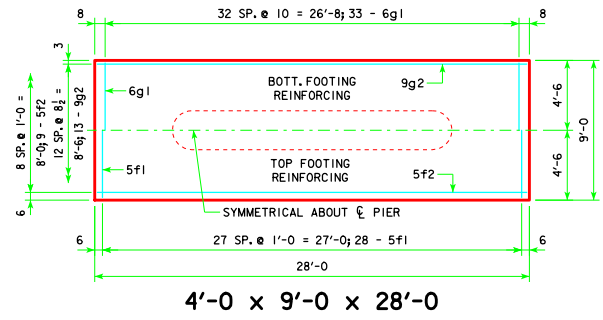 8 32 SP. @ 10 = 26'-8; 33 - 6g1 8
3
BOTT. FOOTING
REINFORCING
6g1
9g2
8 SP. @ 1'-0 =
8'-0; 9 - 5f2
12 SP. @ 8½ =
8'-6; 13 - 9g2
4'-6
9'-0
4'-6
TOP FOOTING
REINFORCING
5f1
5f2
6
SYMMETRICAL ABOUT ℄ PIER
6 27 SP. @ 1'-0 = 27'-0; 28 - 5f1 6
28'-0
4'-0 x 9'-0 x 28'-0